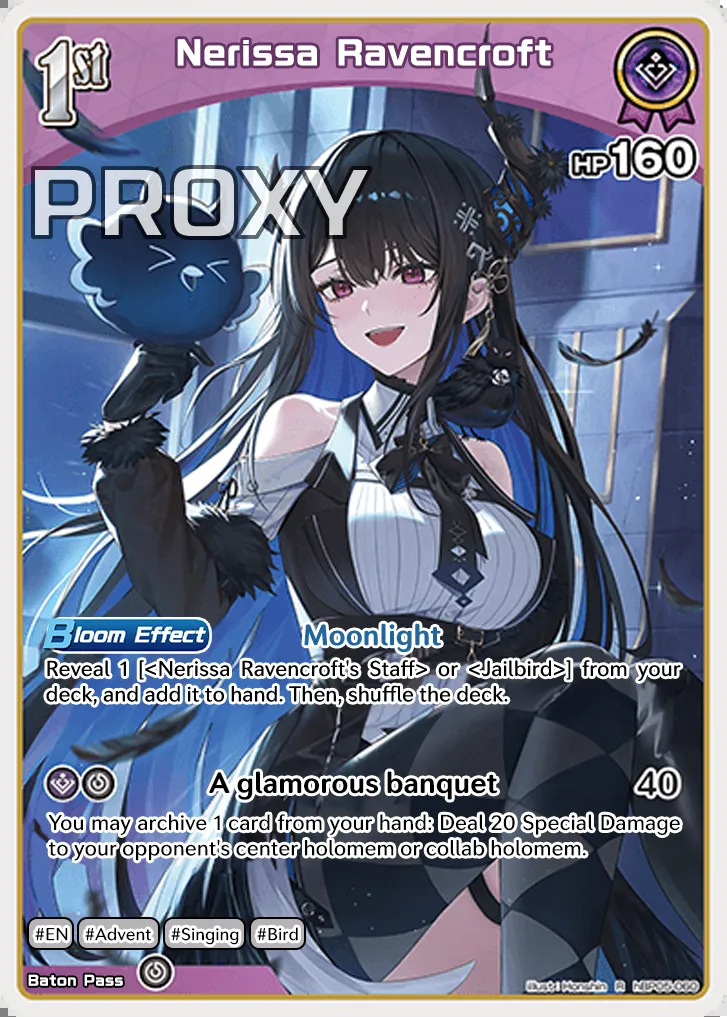 1st
Nerissa Ravencroft
HP160
PROXY
Bloom Effect
Moonlight
Reveal 1 [<Nerissa Ravencroft's Staff> or <Jailbird>] from your
deck, and add it to hand. Then, shuffle the deck.
A glamorous banquet
40
You may archive 1 card from your hand: Deal 20 Special Damage
to your opponent's center holomem or collab holomem.
#EN #Advent #Singing #Bird
Baton Pass
illust: Honshin R hBP05-060